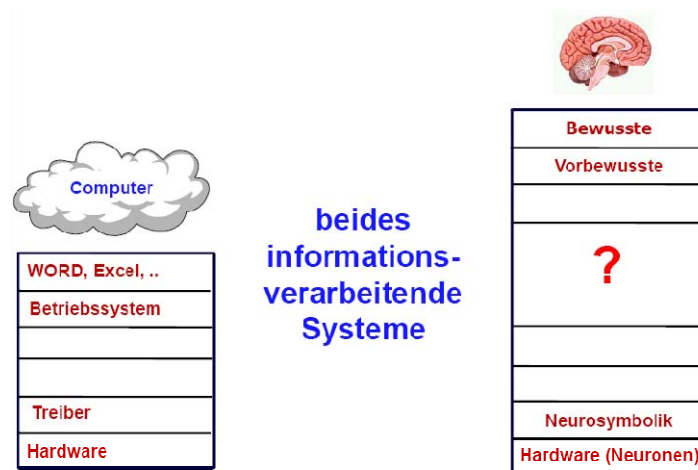 Computer
WORD, Excel, ..
Betriebssystem
Treiber
Hardware
beides
informations-
verarbeitende
Systeme
Bewusste
Vorbewusste
?
Neurosymbolik
Hardware (Neuronen)